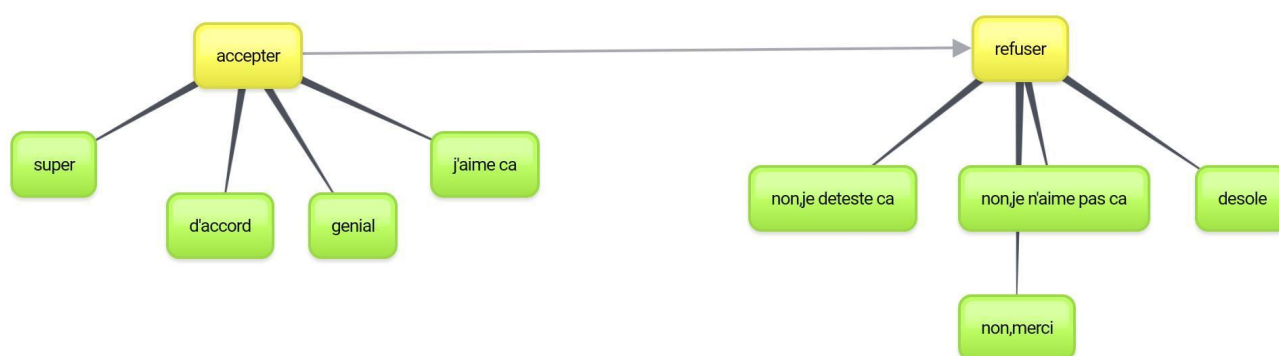 accepter
refuser
super
j'aime ca
d'accord
genial
non,je deteste ca
non,je n'aime pas ca
desole
non,merci